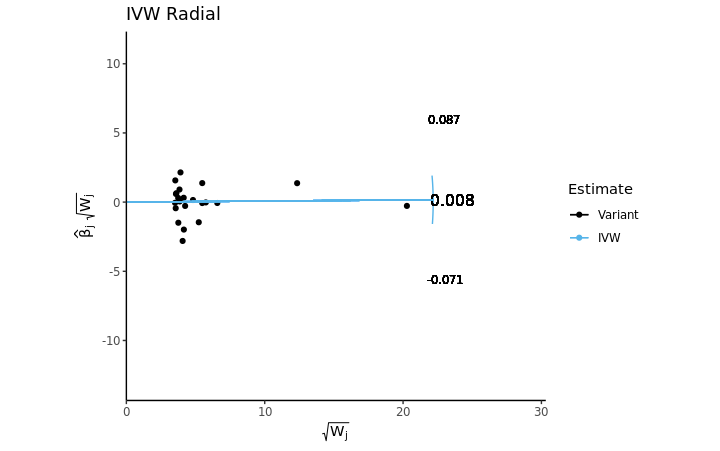 IVW Radial
10
5
0
-5
-10
β̂j √Wj
0.087
0.008
-0.071
0
10
20
30
√Wj
Estimate
Variant
IVW